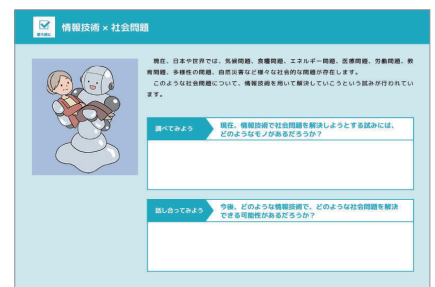 情報技術 × 社会問題
現在、日本や世界では、気候問題、食糧問題、エネルギー問題、医療問題、労働問題、教
育問題、多様性の問題、自然災害など様々な社会的な問題が存在します。
このような社会問題について、情報技術を用いて解決していこうという試みが行われてい
ます。
調べてみよう
現在、情報技術で社会問題を解決しようとする試みには、
どのようなモノがあるだろうか?
話し合ってみよう
今後、どのような情報技術で、どのような社会問題を解決
できる可能性があるだろうか?